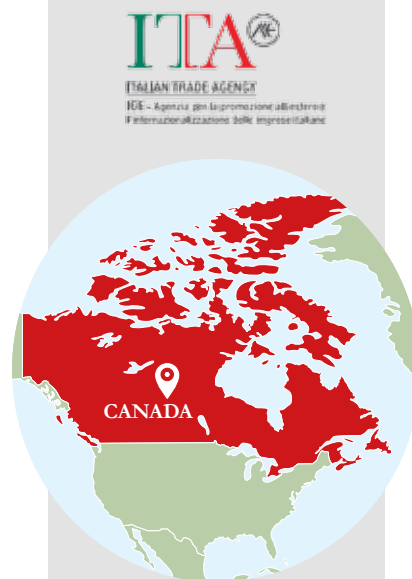 ITA
ITALIAN TRADE AGENCY
ICE - Agenzia per la promozione all'estero e
l'internazionalizzazione delle imprese italiane
CANADA